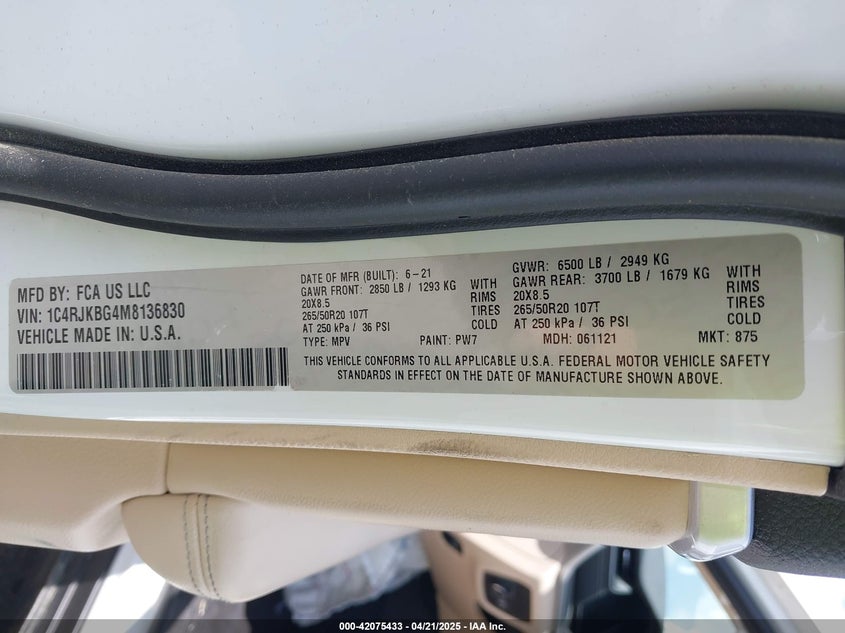 MFD BY: FCA US LLC
VIN: 1C4RJKBG4M8136830
VEHICLE MADE IN: U.S.A.
DATE OF MFR (BUILT): 6-21
GAWR FRONT: 2850 LB / 1293 KG WITH
20X8.5 RIMS
265/50R20 107T TIRES
AT 250 kPa / 36 PSI COLD
TYPE: MPV PAINT: PW7
GVWR: 6500 LB / 2949 KG
GAWR REAR: 3700 LB / 1679 KG WITH
20X8.5 RIMS
265/50R20 107T TIRES
AT 250 kPa / 36 PSI COLD
MDH: 061121 MKT: 875
THIS VEHICLE CONFORMS TO ALL APPLICABLE U.S.A. FEDERAL MOTOR VEHICLE SAFETY
STANDARDS IN EFFECT ON THE DATE OF MANUFACTURE SHOWN ABOVE.
000-42075433 - 04/21/2025 - IAA Inc.